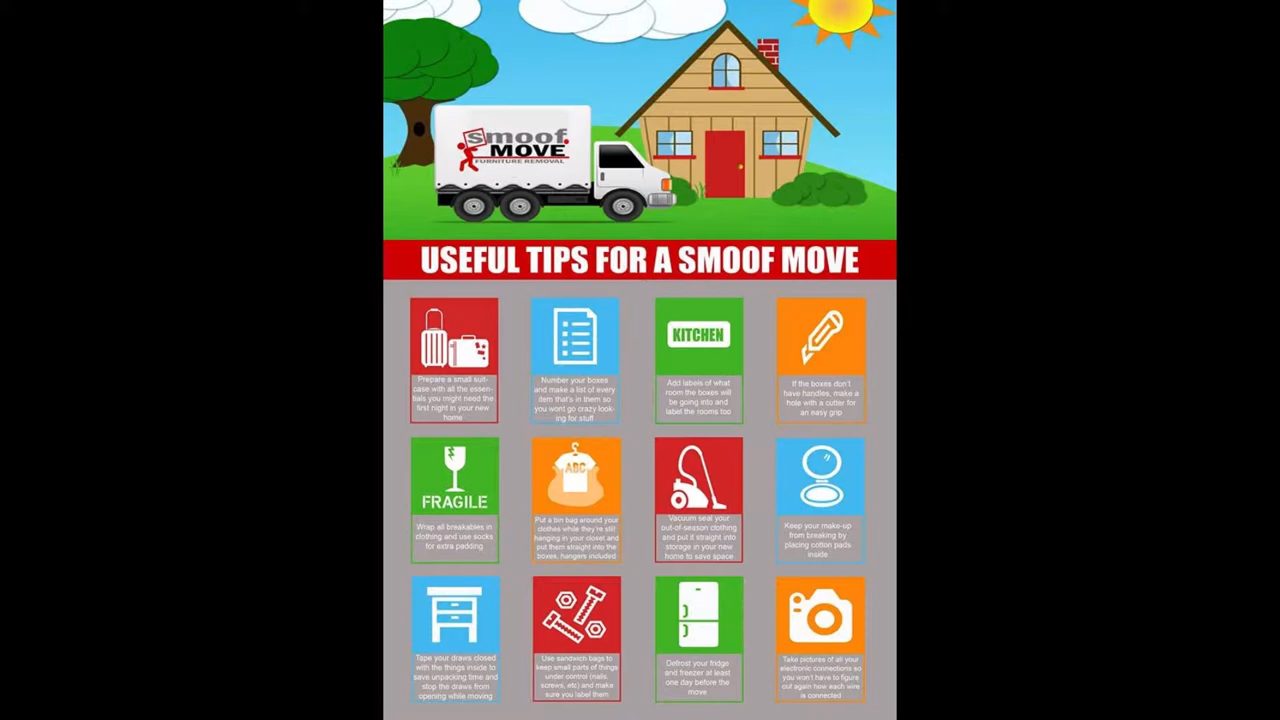 smoof
MOVE
FURNITURE REMOVAL
USEFUL TIPS FOR A SMOOF MOVE
Prepare a small suit-
case with all the essen-
tials you might need the
first night in your new
home
Number your boxes
and make a list of every
item that's in them so
you wont go crazy look-
ing for stuff
KITCHEN
Add labels of what
room the boxes will
be going into and
label the rooms too
If the boxes don't
have handles, make a
hole with a cutter for
an easy grip
FRAGILE
Wrap all breakables in
clothing and use socks
for extra padding
ABC
Put a bin bag around your
clothes while they're still
hanging in your closet and
put them straight into the
boxes, hangers included
Vacuum seal your
out-of-season clothing
and put it straight into
storage in your new
home to save space
Keep your make-up
from breaking by
placing cotton pads
inside
Tape your draws closed
with the things inside to
save unpacking time and
stop the draws from
opening while moving
Use sandwich bags to
keep small parts of things
under control (nails,
screws, etc) and make
sure you label them
Defrost your fridge
and freezer at least
one day before the
move
Take pictures of all your
electronic connections so
you won't have to figure
out again how each wire
is connected